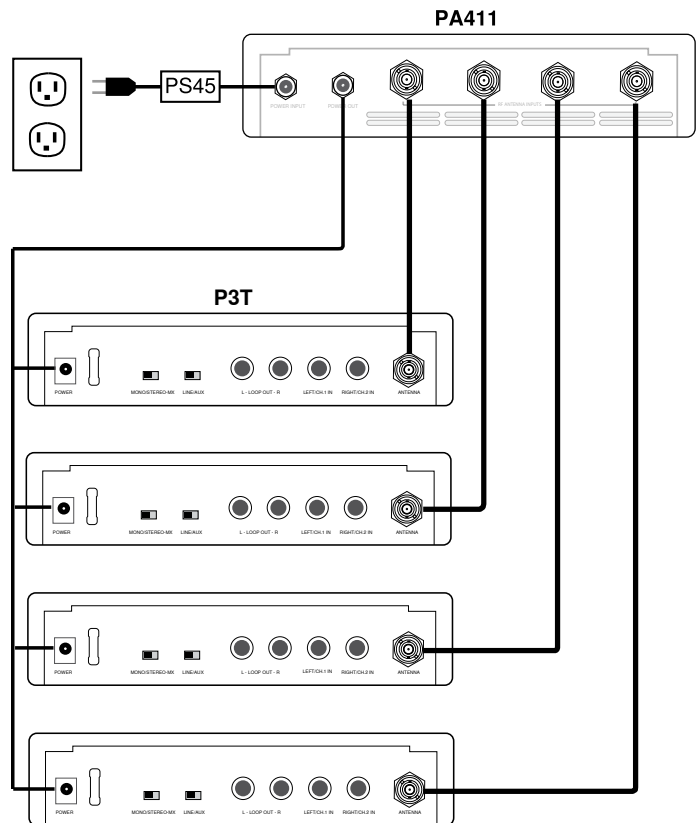 PA411
PS45
POWER INPUT
POWER OUT
RF ANTENNA INPUTS
P3T
POWER
MONO/STEREO-MX
LINE/AUX
L - LOOP OUT - R
LEFT/CH.1 IN
RIGHT/CH.2 IN
ANTENNA
POWER
MONO/STEREO-MX
LINE/AUX
L - LOOP OUT - R
LEFT/CH.1 IN
RIGHT/CH.2 IN
ANTENNA
POWER
MONO/STEREO-MX
LINE/AUX
L - LOOP OUT - R
LEFT/CH.1 IN
RIGHT/CH.2 IN
ANTENNA
POWER
MONO/STEREO-MX
LINE/AUX
L - LOOP OUT - R
LEFT/CH.1 IN
RIGHT/CH.2 IN
ANTENNA